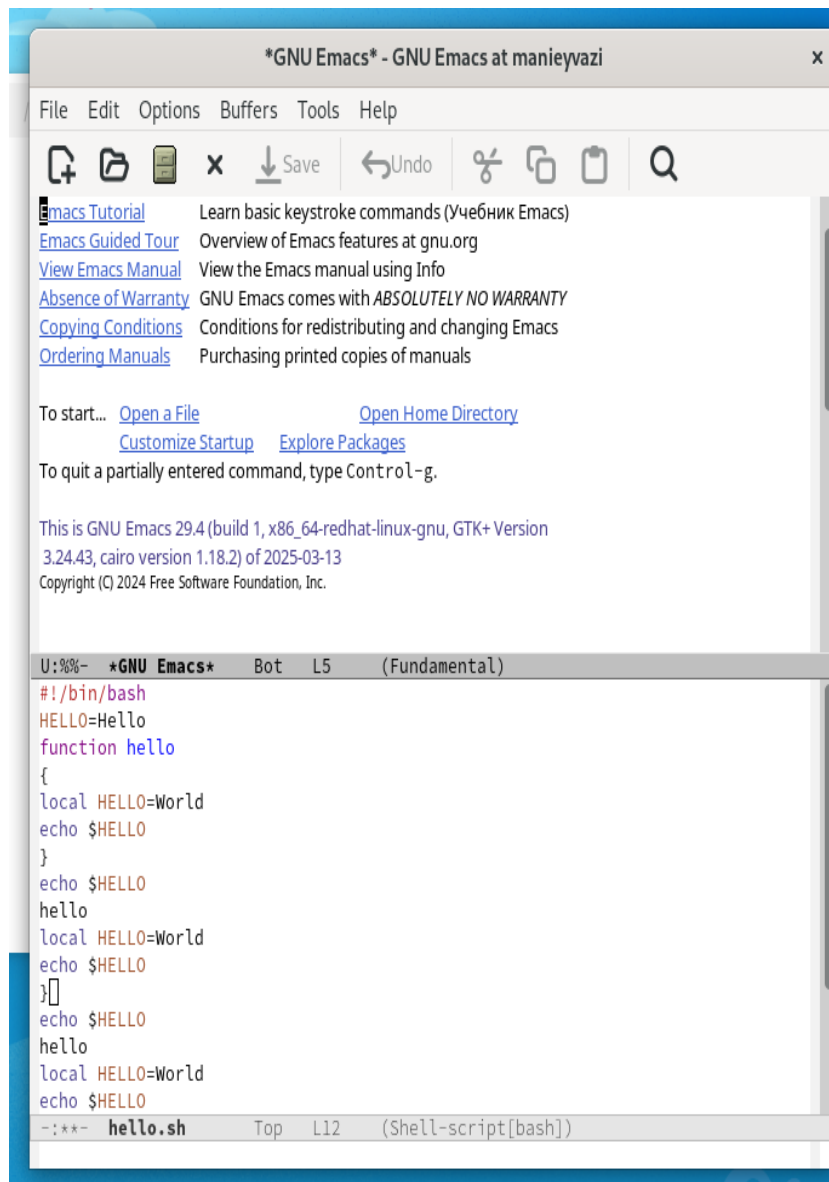 *GNU Emacs* - GNU Emacs at manieyvazi
File Edit Options Buffers Tools Help
Save Undo
Emacs Tutorial Learn basic keystroke commands (Учебник Emacs)
Emacs Guided Tour Overview of Emacs features at gnu.org
View Emacs Manual View the Emacs manual using Info
Absence of Warranty GNU Emacs comes with ABSOLUTELY NO WARRANTY
Copying Conditions Conditions for redistributing and changing Emacs
Ordering Manuals Purchasing printed copies of manuals
To start... Open a File Open Home Directory
Customize Startup Explore Packages
To quit a partially entered command, type Control-g.
This is GNU Emacs 29.4 (build 1, x86_64-redhat-linux-gnu, GTK+ Version
3.24.43, cairo version 1.18.2) of 2025-03-13
Copyright (C) 2024 Free Software Foundation, Inc.
U:%%- *GNU Emacs* Bot L5 (Fundamental)
#!/bin/bash
HELLO=Hello
function hello
{
local HELLO=World
echo $HELLO
}
echo $HELLO
hello
local HELLO=World
echo $HELLO
}
echo $HELLO
hello
local HELLO=World
echo $HELLO
-:**- hello.sh Top L12 (Shell-script[bash])